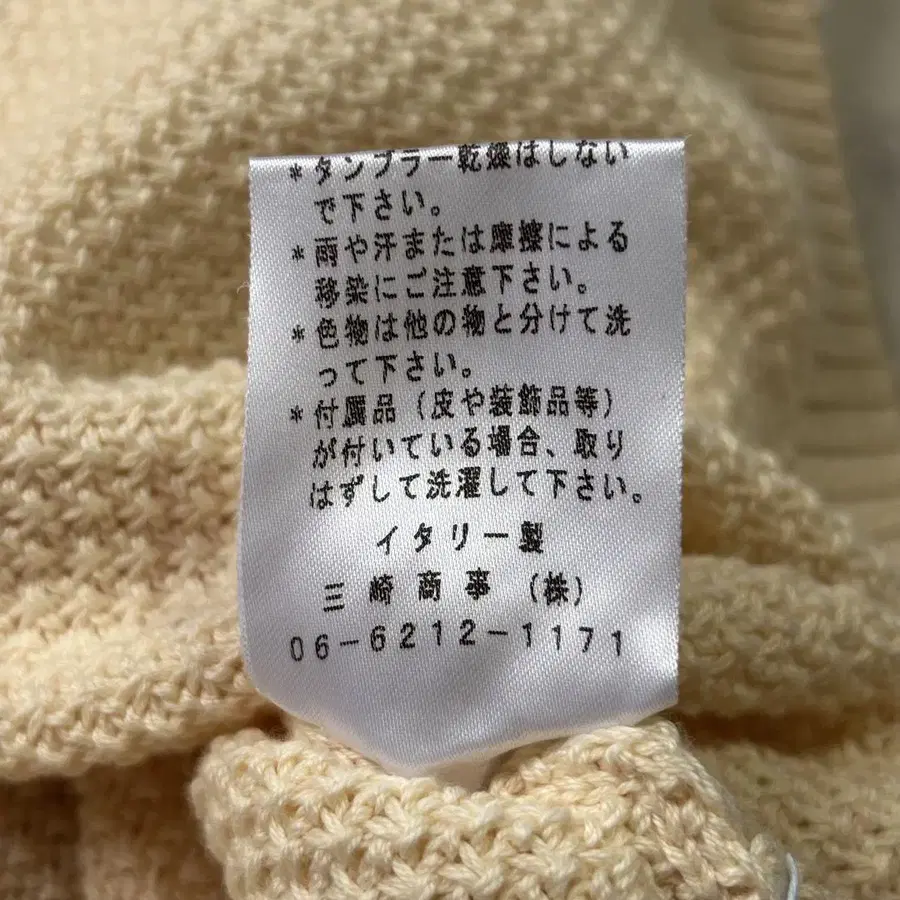 *タンブラー乾燥はしない
で下さい。
*雨や汗または摩擦による
移染にご注意下さい。
*色物は他の物と分けて洗
って下さい。
*付属品(皮や装飾品等)
が付いている場合、取り
はずして洗濯して下さい。
イタリー製
三崎商事(株)
06-6212-1171